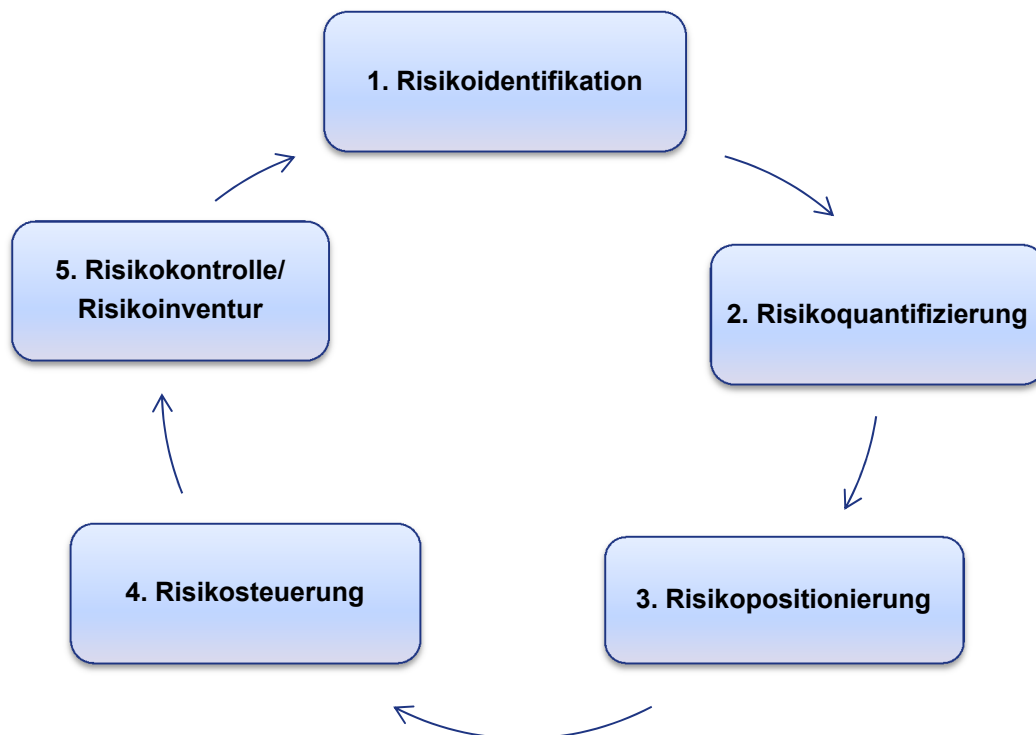 1. Risikoidentifikation
2. Risikoquantifizierung
3. Risikopositionierung
4. Risikosteuerung
5. Risikokontrolle/
Risikoinventur